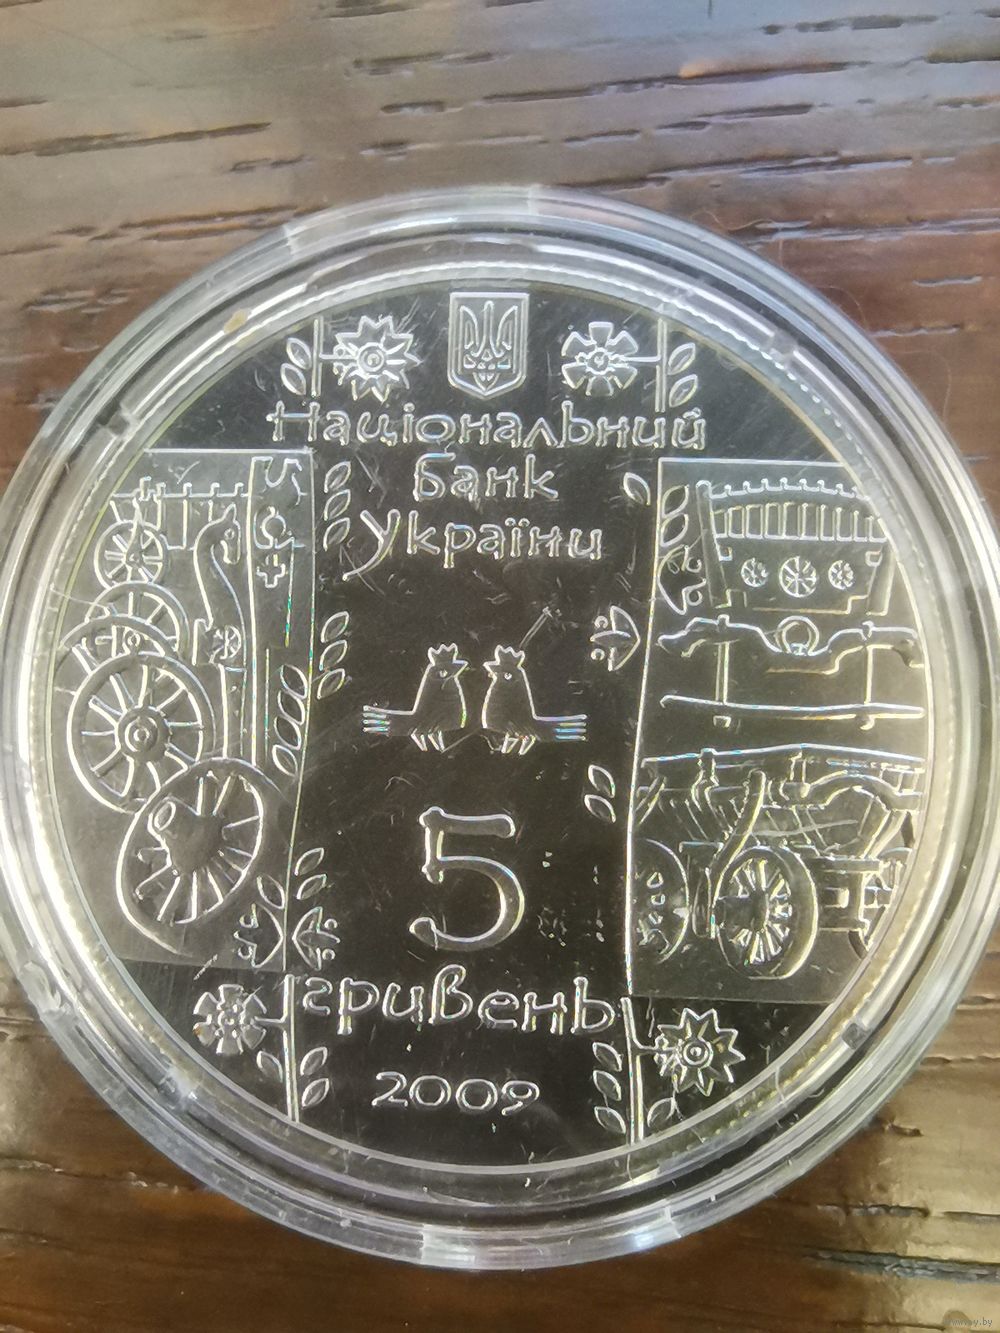 Національний
банк
України
5
гривень
2009